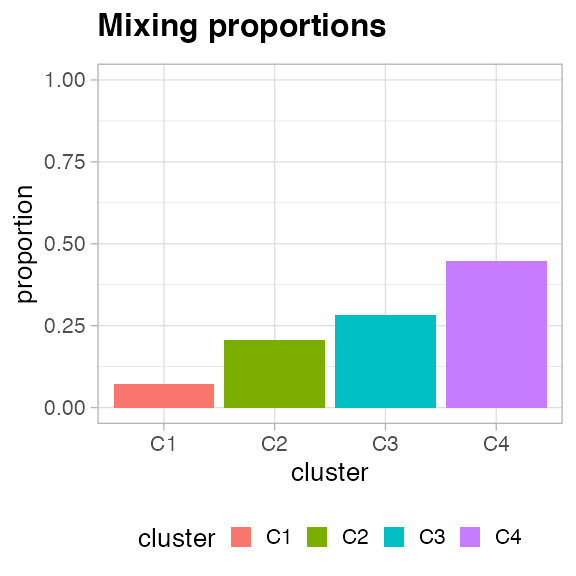 Mixing proportions
1.00
0.75
0.50
0.25
0.00
proportion
C1 C2 C3 C4
cluster
cluster C1 C2 C3 C4